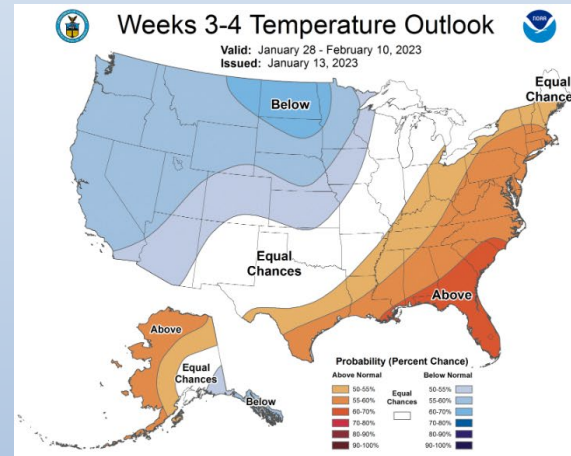 Weeks 3-4 Temperature Outlook
Valid: January 28 - February 10, 2023
Issued: January 13, 2023
NOAA
Equal
Chances
Below
Equal
Chances
Above
Above
Equal
Chances
Below
Probability (Percent Chance)
Above Normal
Below Normal
50-55%
55-60%
60-70%
70-80%
80-90%
90-100%
Equal
Chances
50-55%
55-60%
60-70%
70-80%
80-90%
90-100%